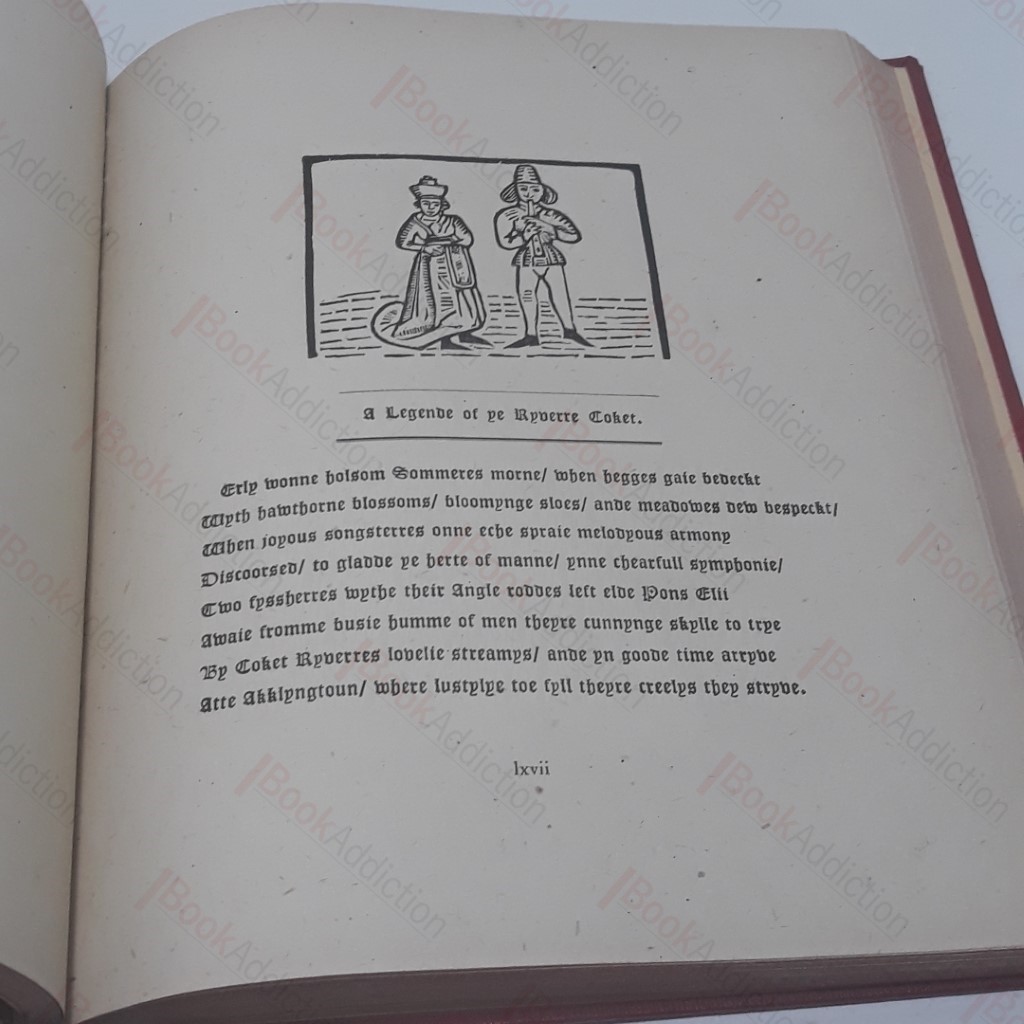 A Legende of ye Ryverre Coket.
Erly wonne holsom Sommeres morne/ when hegges gaie bedeckt
Wyth hawthorne blossoms/ bloomynge sloes/ ande meadowes dew bespeckt/
When joyous songsterres onne eche spraie melodyous armony
Discoorsed/ to gladde ye herte of manne/ ynne chearfull symphonie/
Two fyssherres wythe their Angle roddes left elde Pons Elii
Awaie fromme busie humme of men theyre cunnynge skylle to trye
By Coket Ryverres lovelie streamys/ ande yn goode time arryve
Atte Akklyngtoun/ where lustylye toe fyll theyre creelys they stryve.
lxvii
BookAddiction